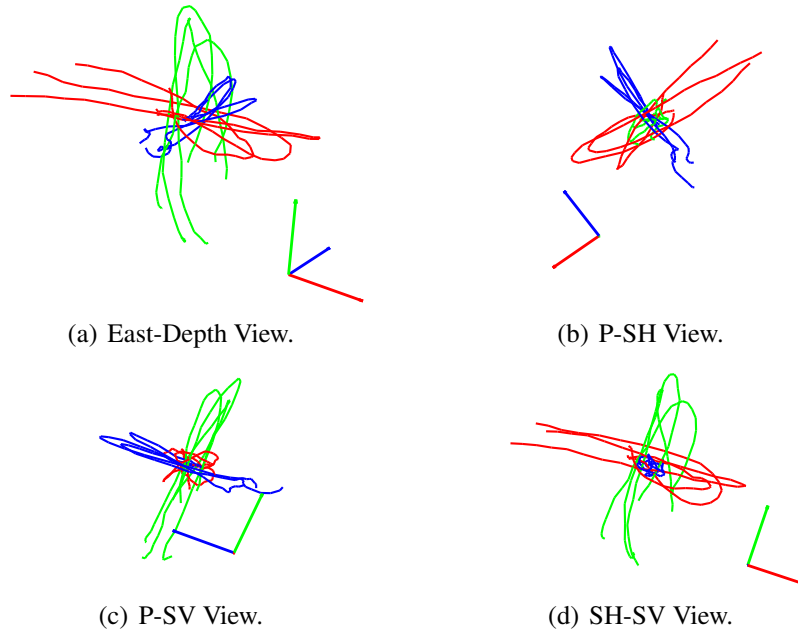 (a) East-Depth View.
(b) P-SH View.
(c) P-SV View.
(d) SH-SV View.